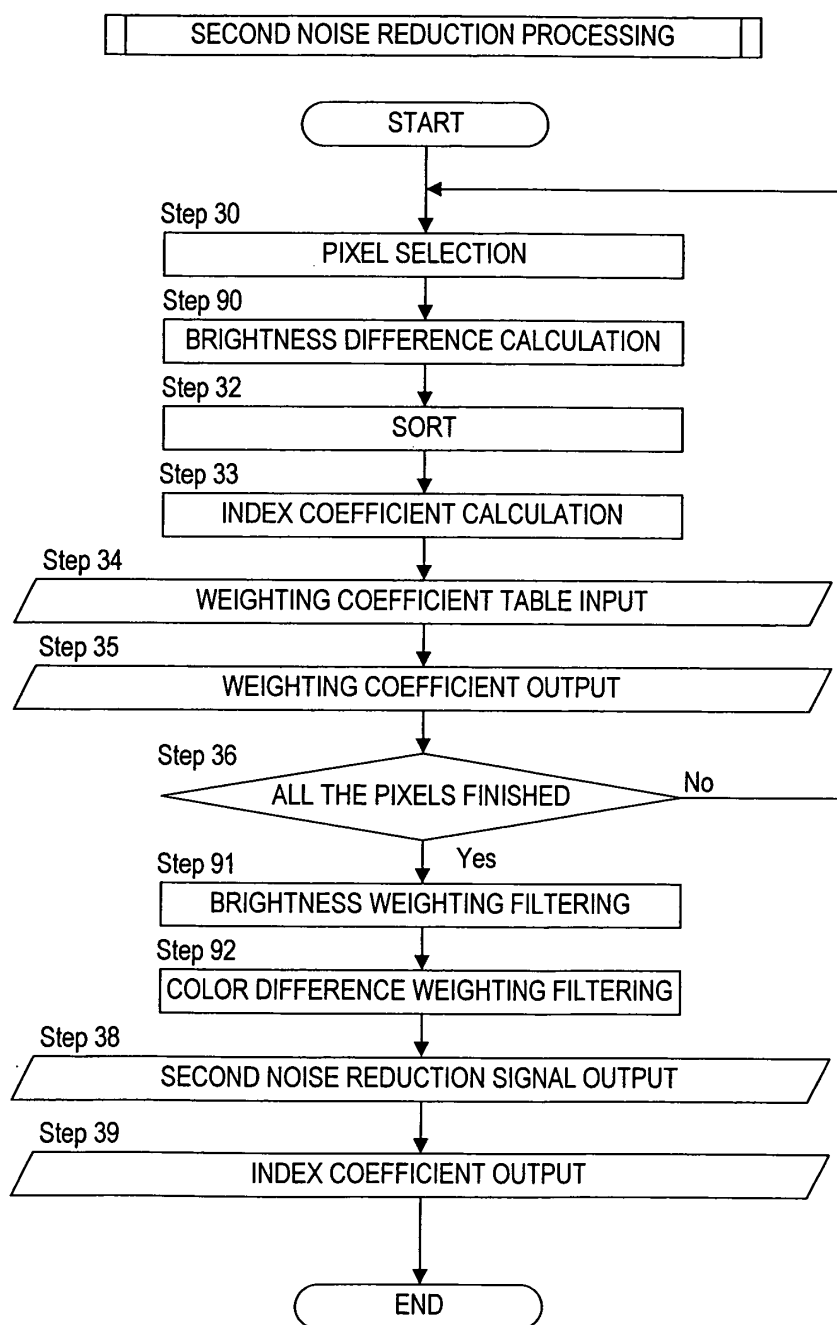 SECOND NOISE REDUCTION PROCESSING
START
Step 30
PIXEL SELECTION
Step 90
BRIGHTNESS DIFFERENCE CALCULATION
Step 32
SORT
Step 33
INDEX COEFFICIENT CALCULATION
Step 34
WEIGHTING COEFFICIENT TABLE INPUT
Step 35
WEIGHTING COEFFICIENT OUTPUT
Step 36
ALL THE PIXELS FINISHED
No
Yes
Step 91
BRIGHTNESS WEIGHTING FILTERING
Step 92
COLOR DIFFERENCE WEIGHTING FILTERING
Step 38
SECOND NOISE REDUCTION SIGNAL OUTPUT
Step 39
INDEX COEFFICIENT OUTPUT
END